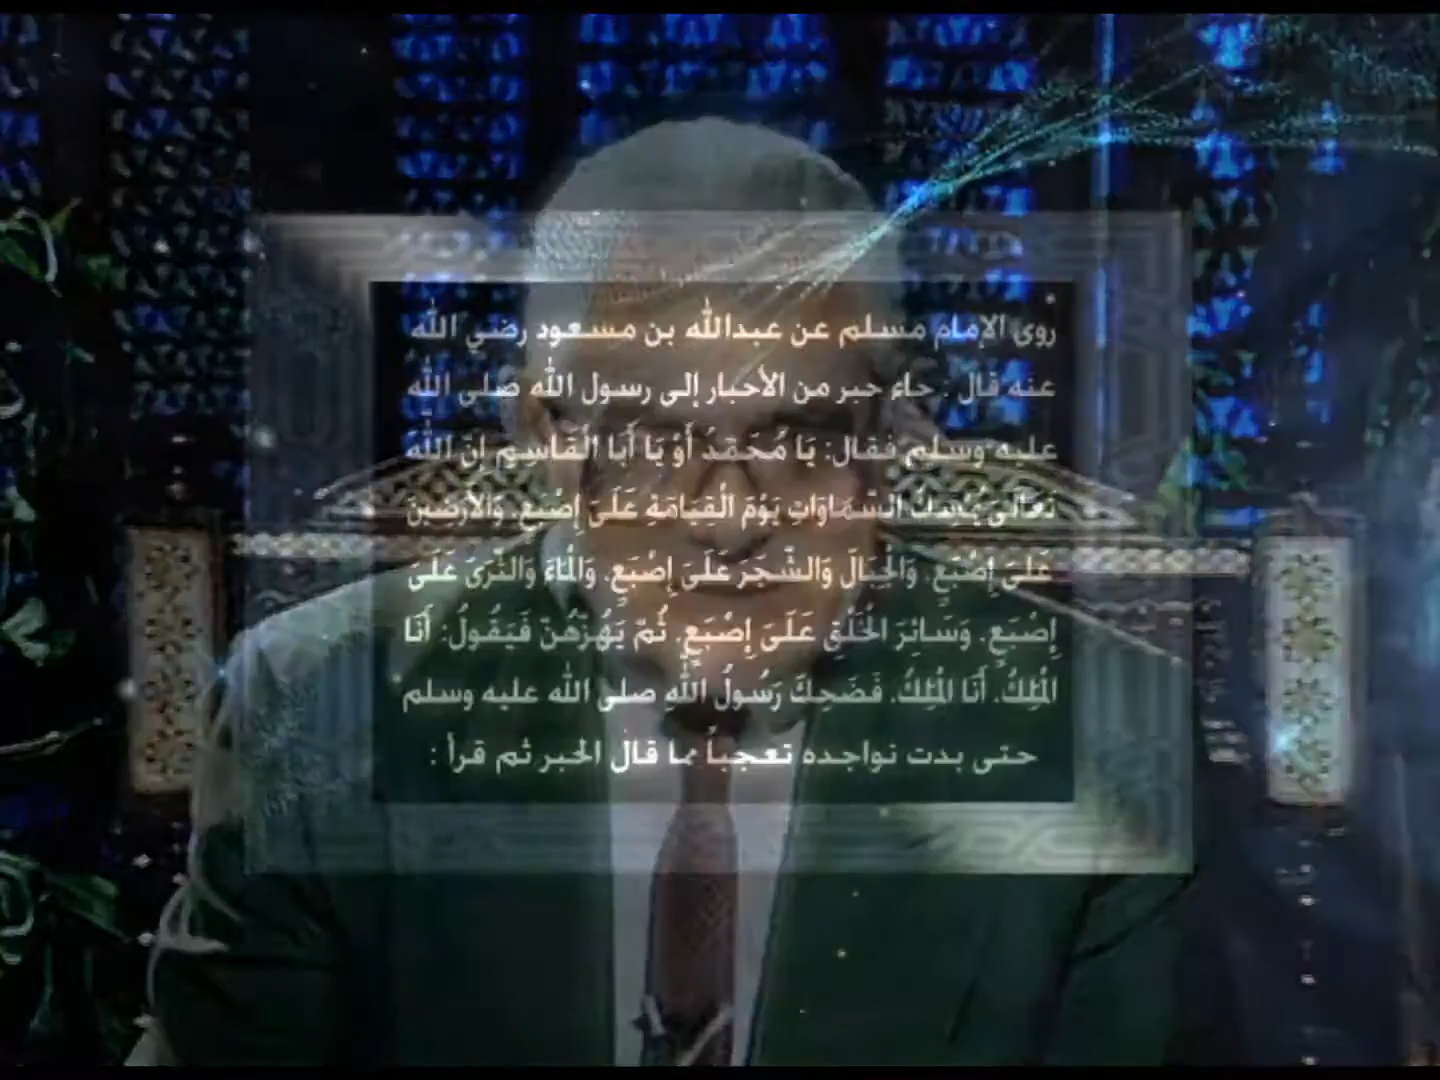 روى الإمام مسلم عن عبدالله بن مسعود رضي الله
عنه قال : جاء حبر من الأحبار إلى رسول الله صلى الله
عليه وسلم فقال: يَا مُحَمَّدُ أَوْ يَا أَبَا الْقَاسِمِ انّ اللّهَ
تَعَالَىَ يُمْسِكُ السّمَاوَاتِ يَوْمَ الْقِيَامَةِ عَلَىَ إِصْبَعٍ. وَالأَرَضِينَ
عَلَىَ إِصْبَعٍ. وَالْجِبَالَ وَالشّجَرَ عَلَىَ إِصْبَعٍ. وَالْمَاءَ وَالثّرَىَ عَلَىَ
إِصْبَعٍ. وَسَائِرَ الْخَلْقِ عَلَىَ إِصْبَعٍ. ثُمّ يَهُزّهُنّ فَيَقُولُ: أَنَا
الْمَلِكُ. أَنَا الْمَلِكُ. فَضَحِكَ رَسُولُ اللّهِ صلى الله عليه وسلم
حتى بدت نواجده تعجباً مما قال الحبر ثم قرأ :